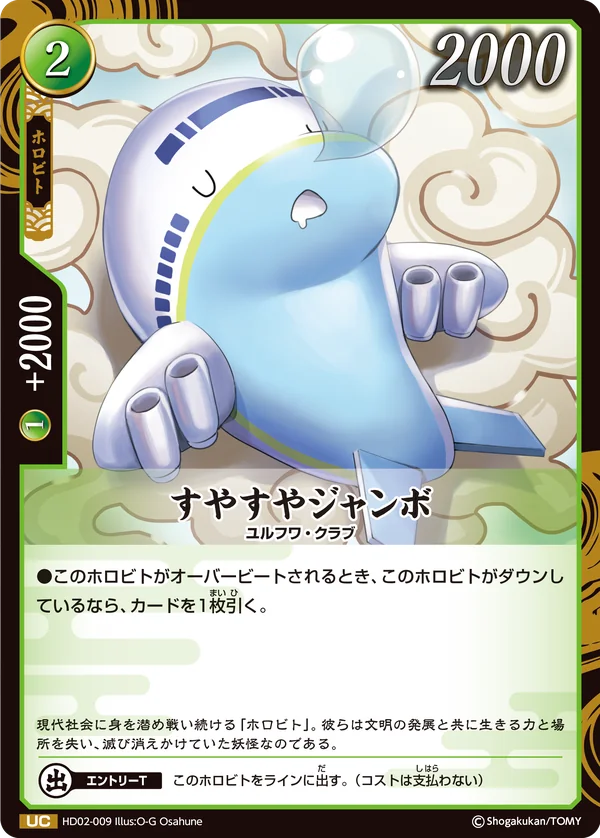 2
2000
ホロビト
+2000
1
すやすやジャンボ
ユルフワ・クラブ
●このホロビトがオーバービートされるとき、このホロビトがダウンし
ているなら、カードを1枚引く。
まい ひ
現代社会に身を潜め戦い続ける「ホロビト」。彼らは文明の発展と共に生きる力と場
所を失い、滅び消えかけていた妖怪なのである。
出 エントリーT このホロビトをラインに出す。（コストは支払わない）
だ しはら
UC HD02-009 Illus:O-G Osahune
©Shogakukan/TOMY